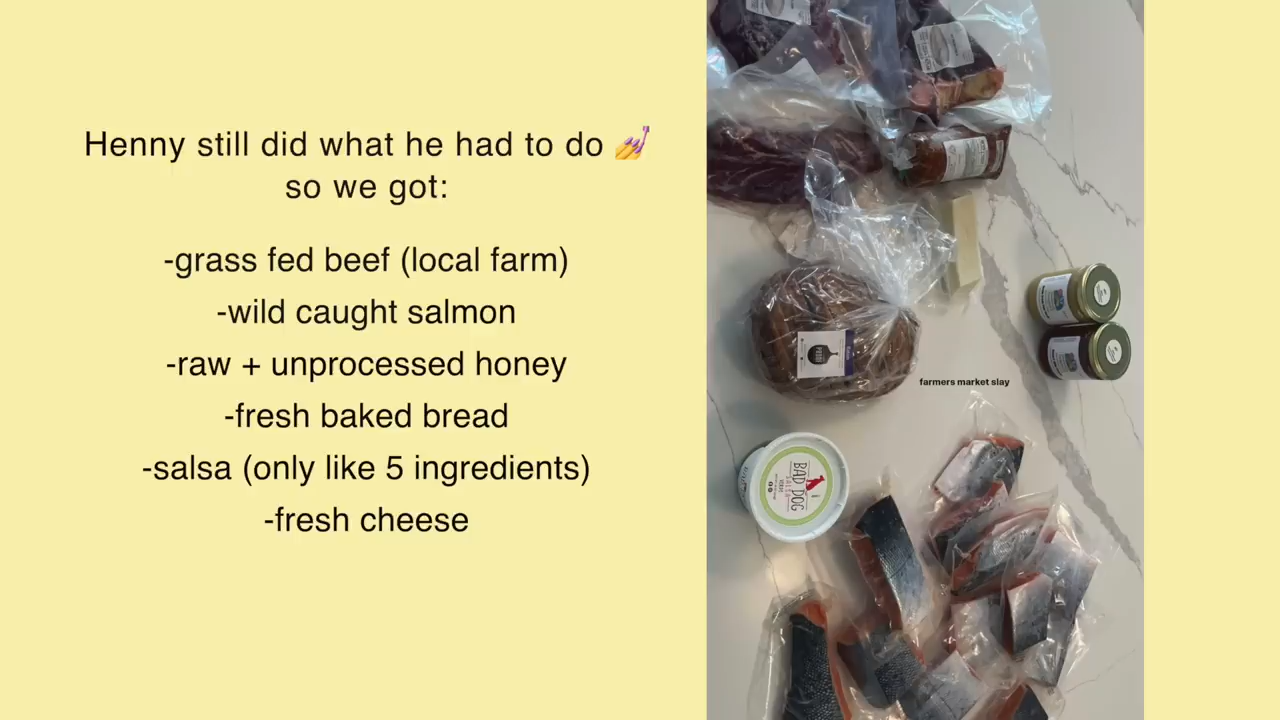 Henny still did what he had to do 💅
so we got:
-grass fed beef (local farm)
-wild caught salmon
-raw + unprocessed honey
-fresh baked bread
-salsa (only like 5 ingredients)
-fresh cheese
farmers market slay
BAD DOG
SALSA